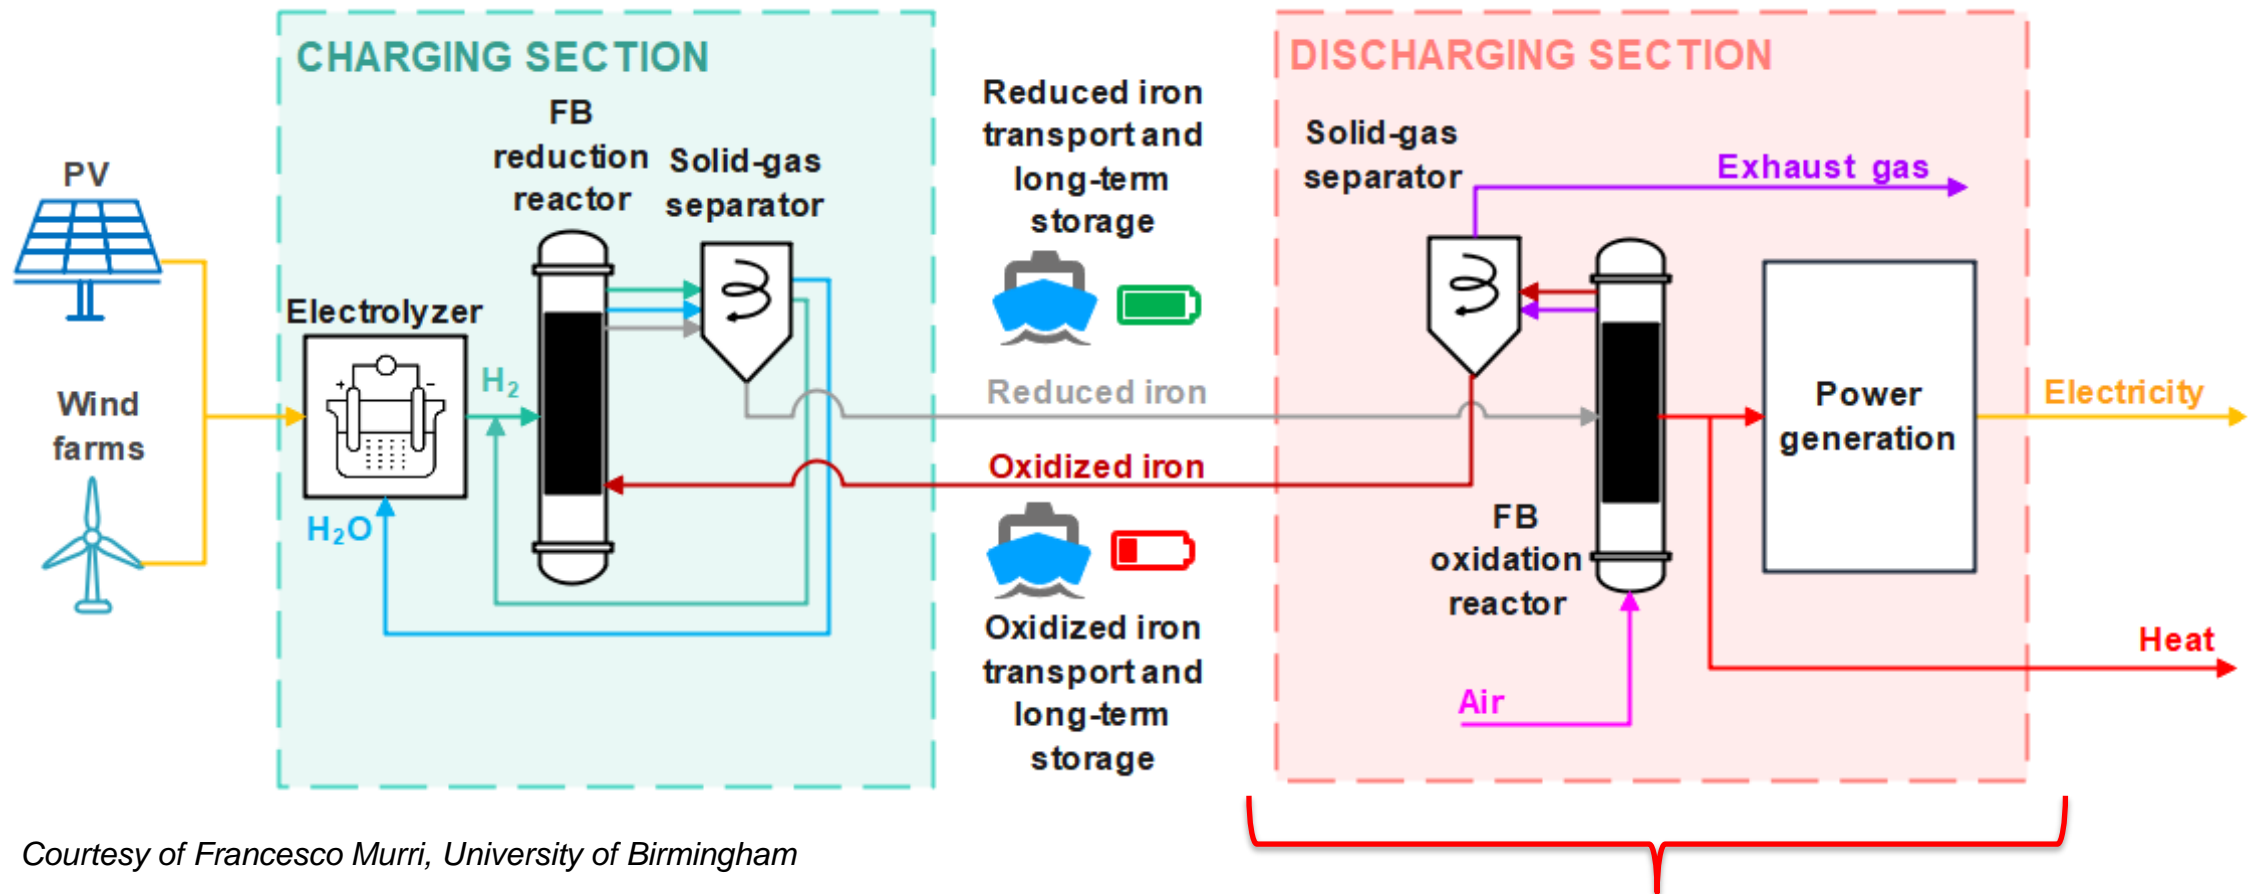 CHARGING SECTION
DISCHARGING SECTION
PV
Wind
farms
Electrolyzer
+
−
H₂
H₂O
FB
reduction
reactor
Solid-gas
separator
Reduced iron
transport and
long-term
storage
Reduced iron
Oxidized iron
Oxidized iron
transport and
long-term
storage
Solid-gas
separator
Exhaust gas
FB
oxidation
reactor
Air
Power
generation
Electricity
Heat
Courtesy of Francesco Murri, University of Birmingham